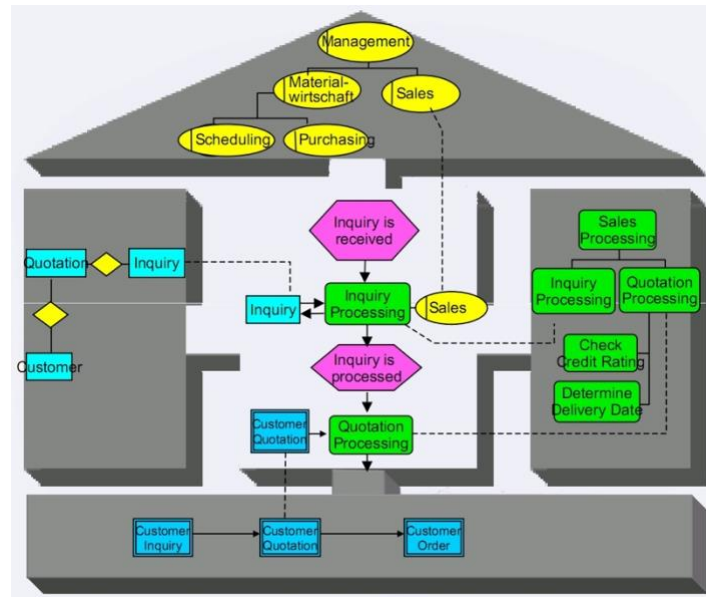 Management
Material-
wirtschaft
Sales
Scheduling
Purchasing
Inquiry is
received
Sales
Processing
Quotation
Inquiry
Inquiry
Processing
Quotation
Processing
Inquiry
Inquiry
Processing
Sales
Check
Credit Rating
Customer
Inquiry is
processed
Determine
Delivery Date
Customer
Quotation
Quotation
Processing
Customer
Inquiry
Customer
Quotation
Customer
Order